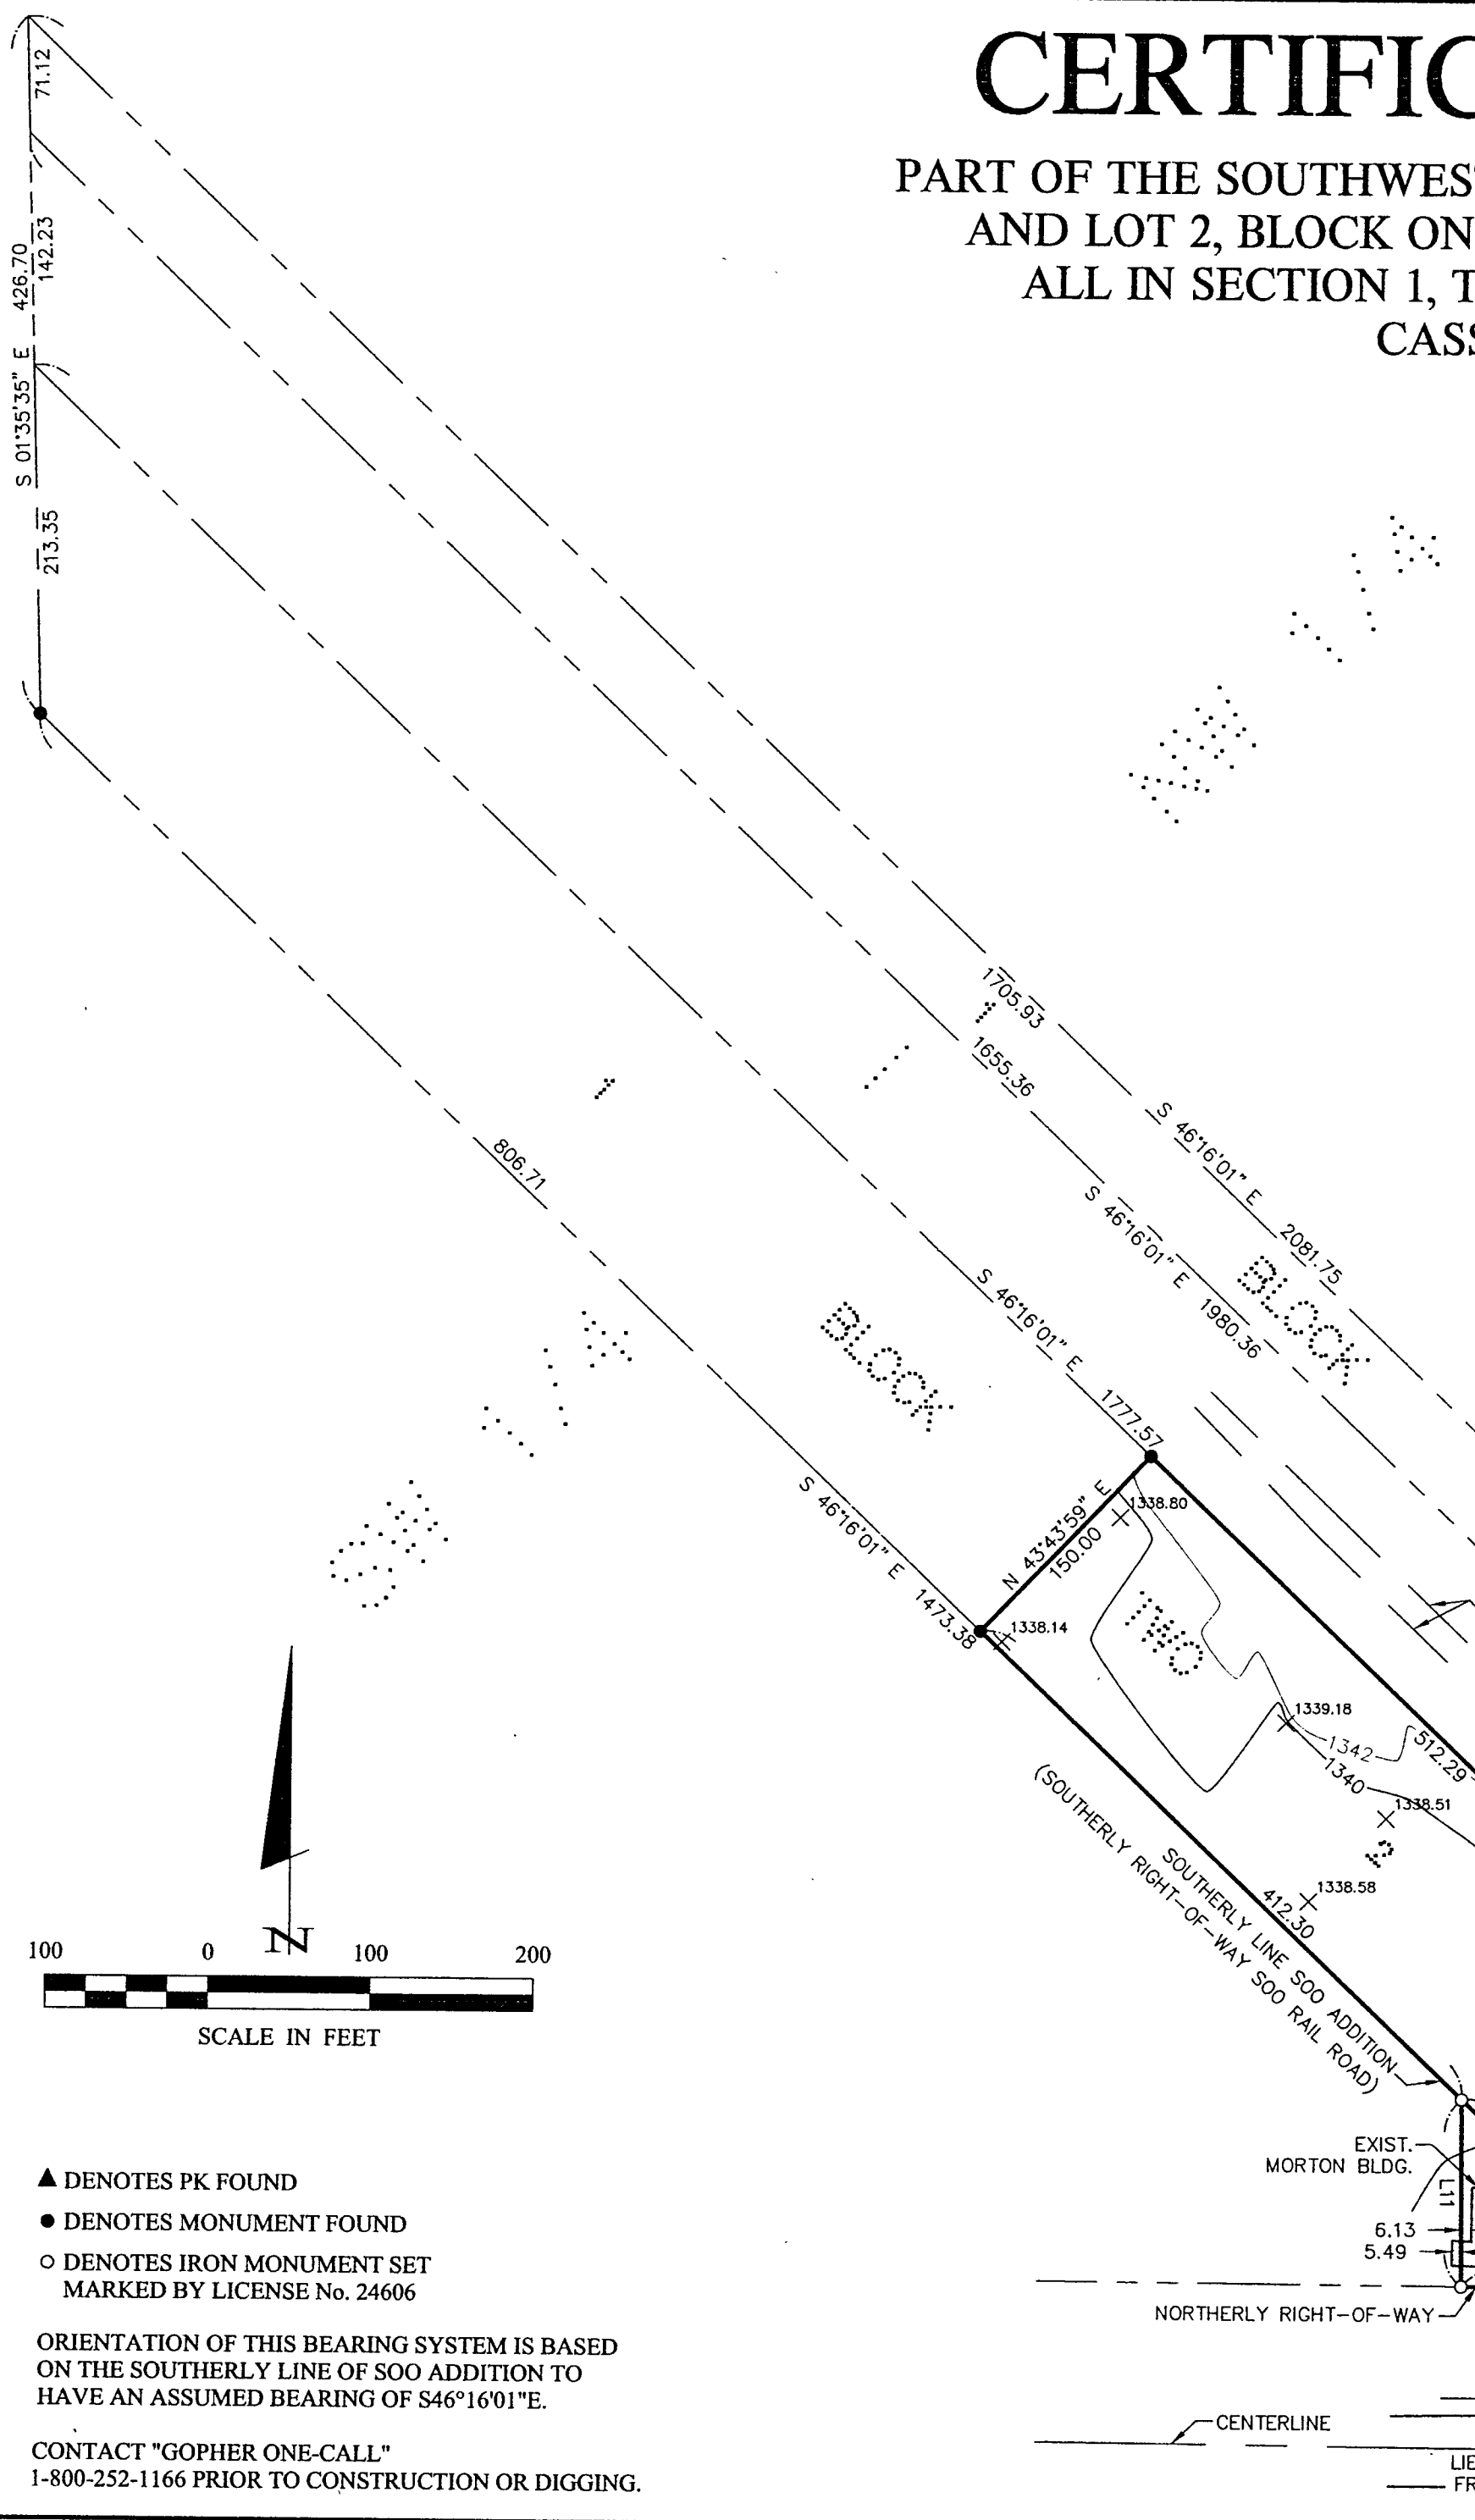 CERTIFIC
PART OF THE SOUTHWES
AND LOT 2, BLOCK ON
ALL IN SECTION 1, T
CASS
71.12
142.23
S 01°35'35" E 426.70
213.35
1705.93
S 46°16'01" E 2081.75
1655.36
S 46°16'01" E 1980.36
S 46°16'01" E 1777.57
806.71
S 46°16'01" E 1473.38
1
1
BLOCK
BLOCK
N 43°43'59" E
150.00
1338.80
1338.14
TWO
1339.18
1342
1340
512.29
1338.51
2
1338.58
412.30
SOUTHERLY LINE SOO ADDITION
(SOUTHERLY RIGHT-OF-WAY SOO RAIL ROAD)
N
100 0 100 200
SCALE IN FEET
EXIST.
MORTON BLDG.
L11
6.13
5.49
NORTHERLY RIGHT-OF-WAY
CENTERLINE
LIE
FR
DENOTES PK FOUND
DENOTES MONUMENT FOUND
DENOTES IRON MONUMENT SET
MARKED BY LICENSE No. 24606
ORIENTATION OF THIS BEARING SYSTEM IS BASED
ON THE SOUTHERLY LINE OF SOO ADDITION TO
HAVE AN ASSUMED BEARING OF S46°16'01"E.
CONTACT "GOPHER ONE-CALL"
1-800-252-1166 PRIOR TO CONSTRUCTION OR DIGGING.